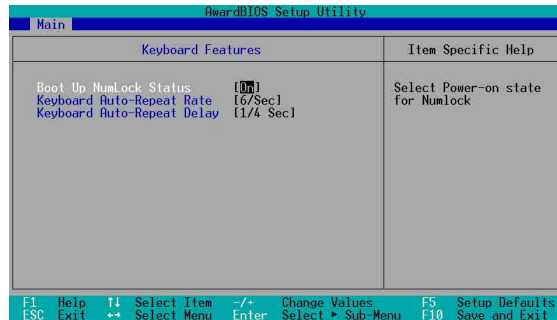 AwardBIOS Setup Utility
Main
Keyboard Features
Item Specific Help
Boot Up NumLock Status [On]
Keyboard Auto-Repeat Rate [6/Sec]
Keyboard Auto-Repeat Delay [1/4 Sec]
Select Power-on state
for Numlock
F1 Help ↑↓ Select Item -/+ Change Values F5 Setup Defaults
ESC Exit ←→ Select Menu Enter Select ► Sub-Menu F10 Save and Exit